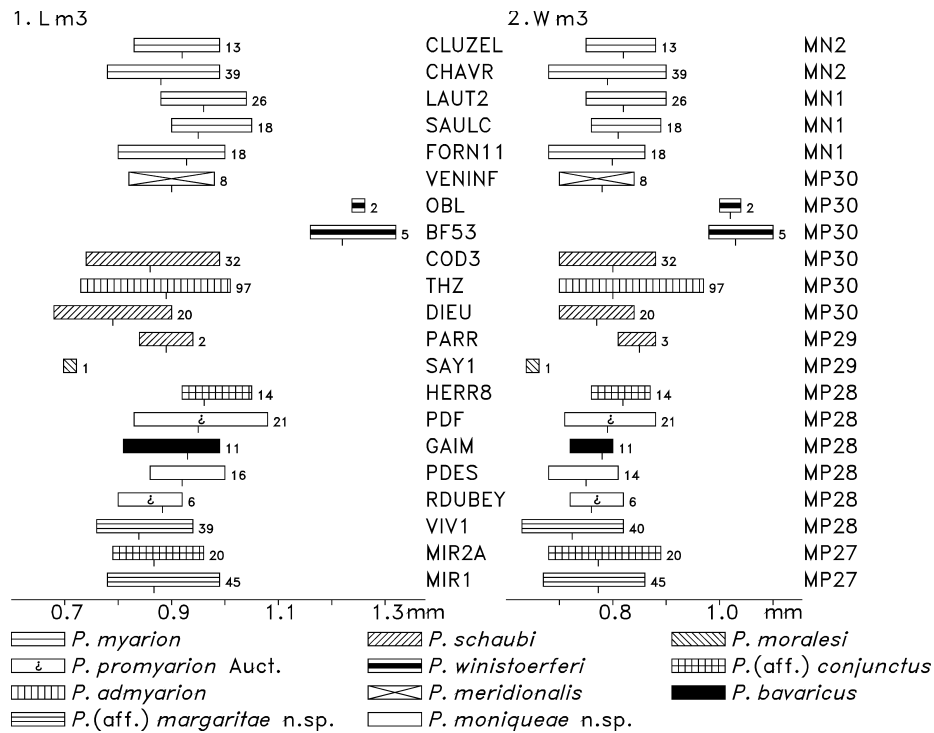 1. L m3 2. W m3
13 CLUZEL 13 MN2
39 CHAVR 39 MN2
26 LAUT2 26 MN1
18 SAULC 18 MN1
18 FORN11 18 MN1
8 VENINF 8 MP30
2 OBL 2 MP30
5 BF53 5 MP30
32 COD3 32 MP30
97 THZ 97 MP30
20 DIEU 20 MP30
2 PARR 3 MP29
1 SAY1 1 MP29
14 HERR8 14 MP28
¿ 21 PDF ¿ 21 MP28
11 GAIM 11 MP28
16 PDES 14 MP28
¿ 6 RDUBEY ¿ 6 MP28
39 VIV1 40 MP28
20 MIR2A 20 MP27
45 MIR1 45 MP27
0.7 0.9 1.1 1.3 mm 0.8 1.0 mm
P. myarion P. schaubi P. moralesi
¿ P. promyarion Auct. P. winistoerferi P.(aff.) conjunctus
P. admyarion P. meridionalis P. bavaricus
P.(aff.) margaritae n.sp. P. moniqueae n.sp.